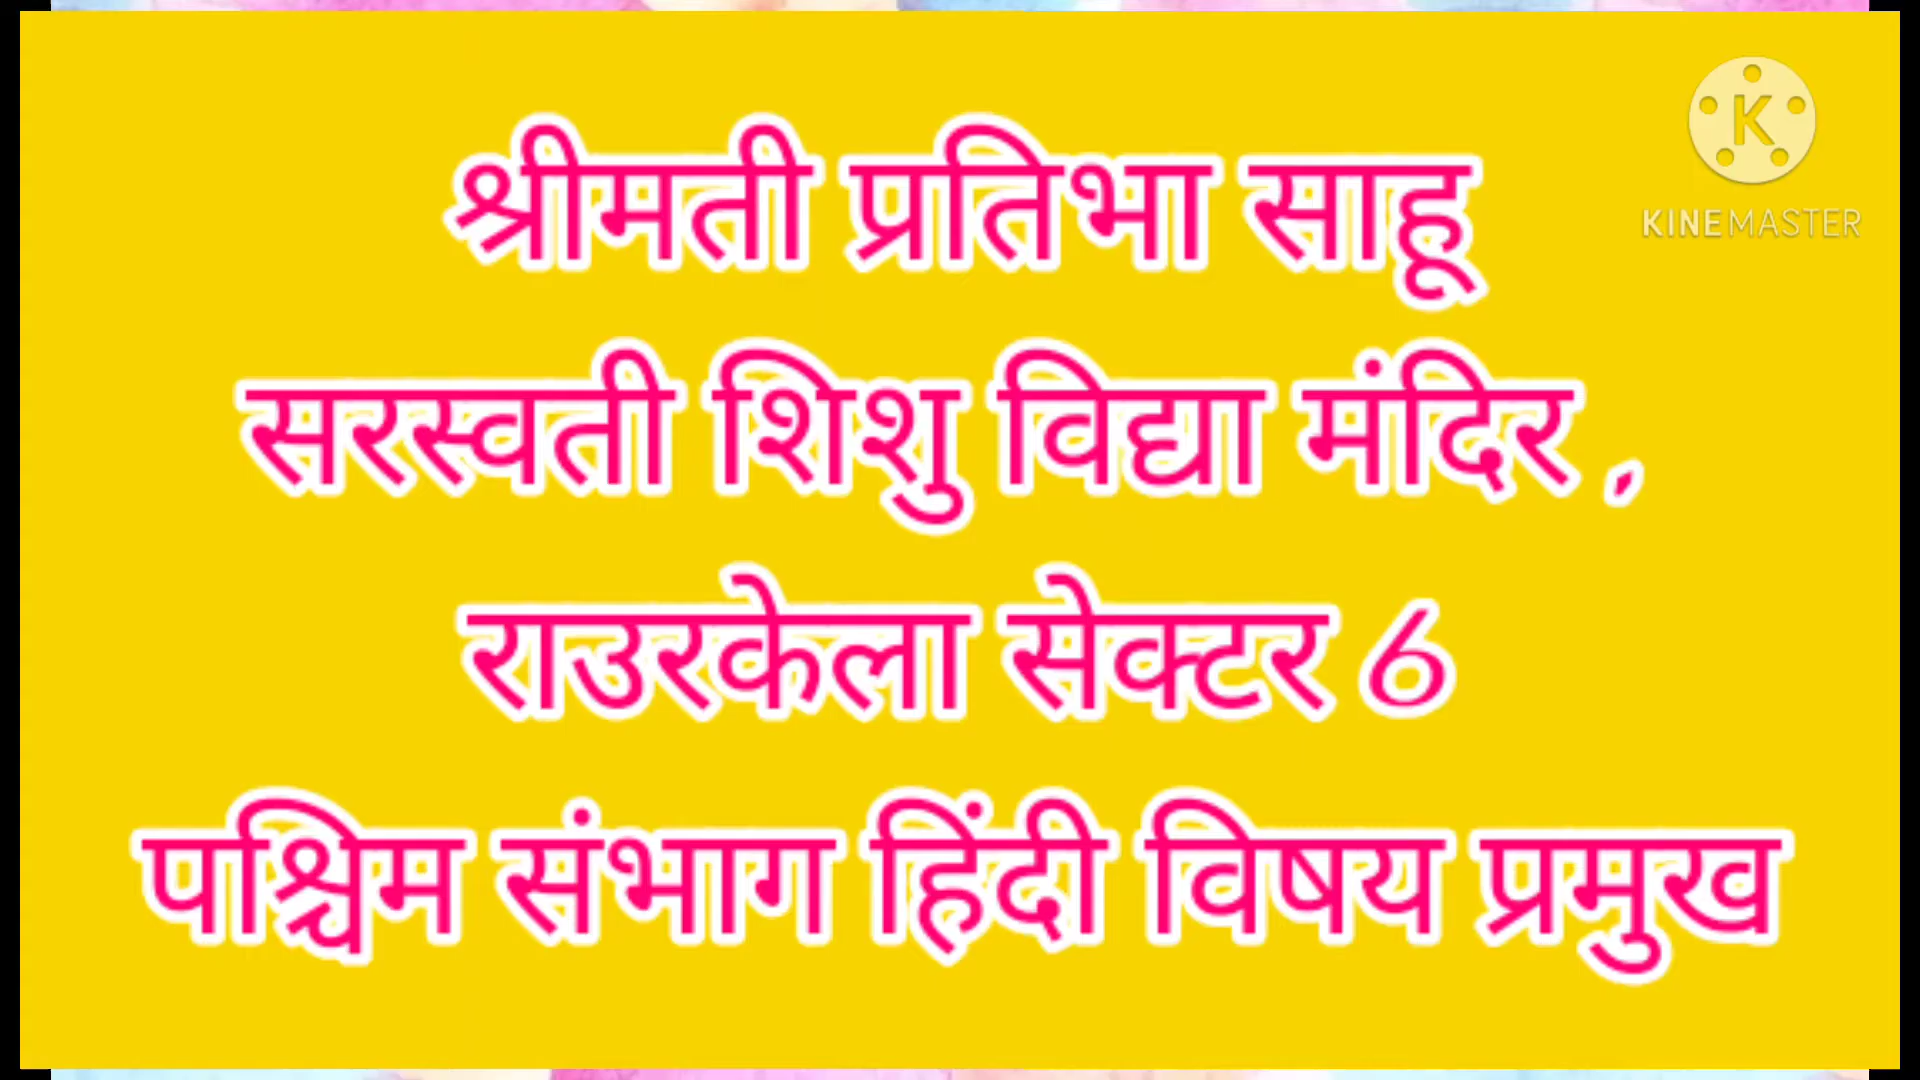 श्रीमती प्रतिभा साहू
सरस्वती शिशु विद्या मंदिर ,
राउरकेला सेक्टर 6
पश्चिम संभाग हिंदी विषय प्रमुख
K
KINEMASTER